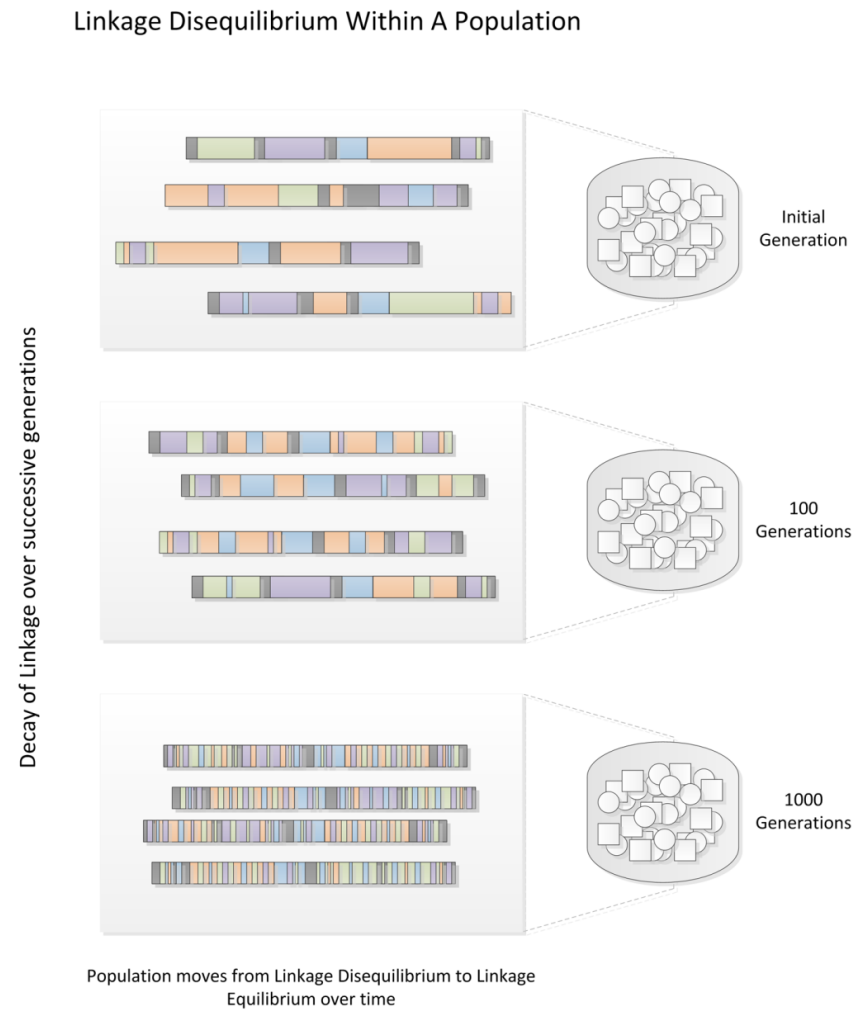 Linkage Disequilibrium Within A Population
Initial
Generation
Decay of Linkage over successive generations
100
Generations
1000
Generations
Population moves from Linkage Disequilibrium to Linkage
Equilibrium over time